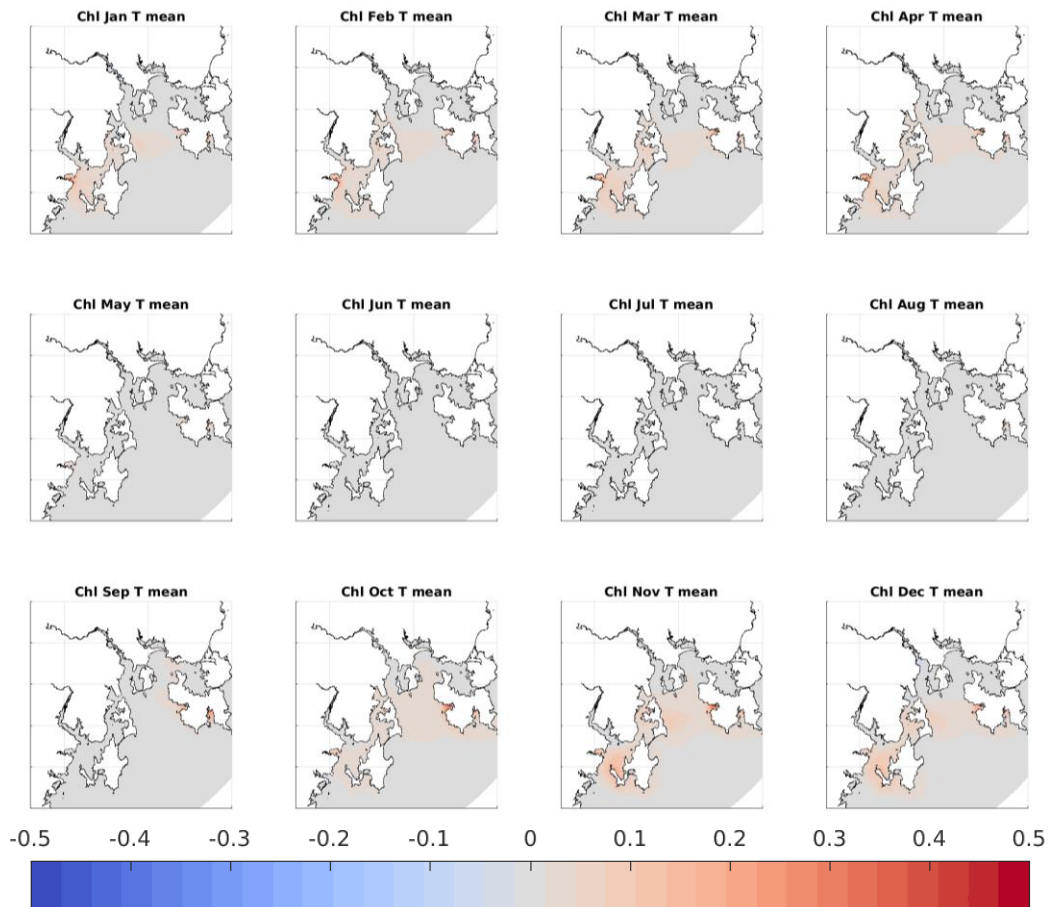 Chl Jan T mean
Chl Feb T mean
Chl Mar T mean
Chl Apr T mean
Chl May T mean
Chl Jun T mean
Chl Jul T mean
Chl Aug T mean
Chl Sep T mean
Chl Oct T mean
Chl Nov T mean
Chl Dec T mean
-0.5 -0.4 -0.3 -0.2 -0.1 0 0.1 0.2 0.3 0.4 0.5